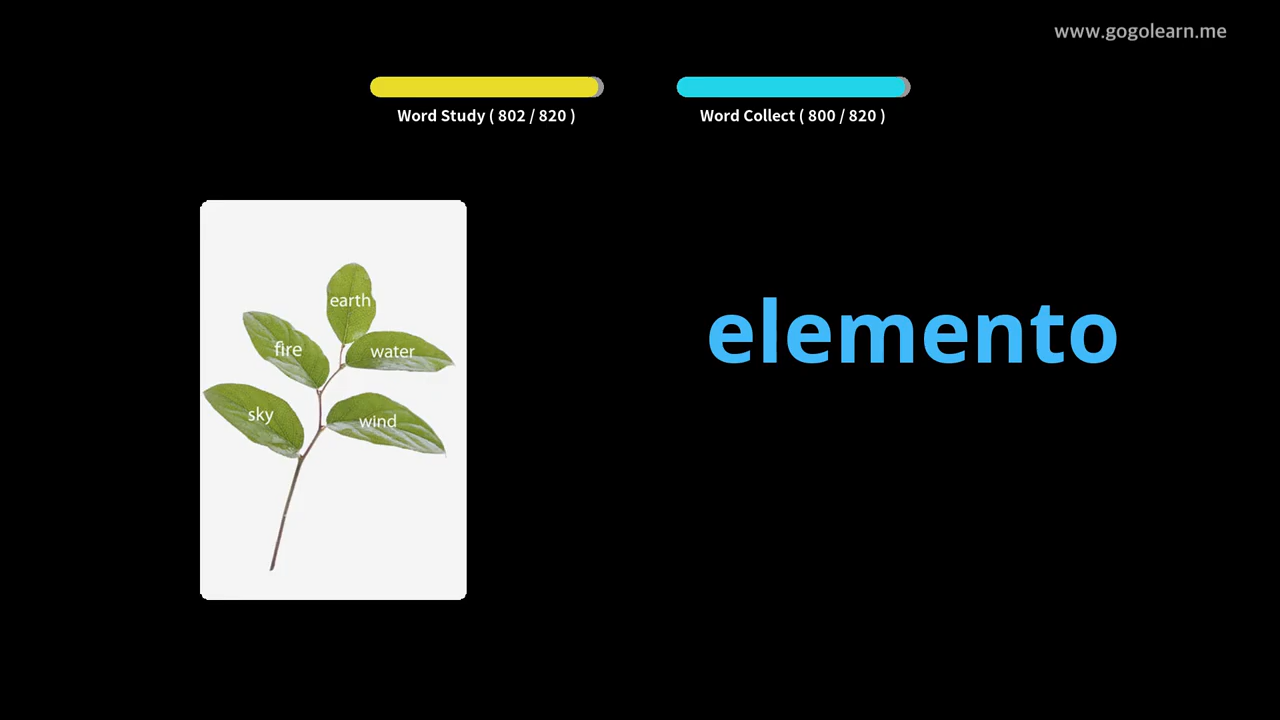 www.gogolearn.me
Word Study ( 802 / 820 )
Word Collect ( 800 / 820 )
earth
fire
water
sky
wind
elemento